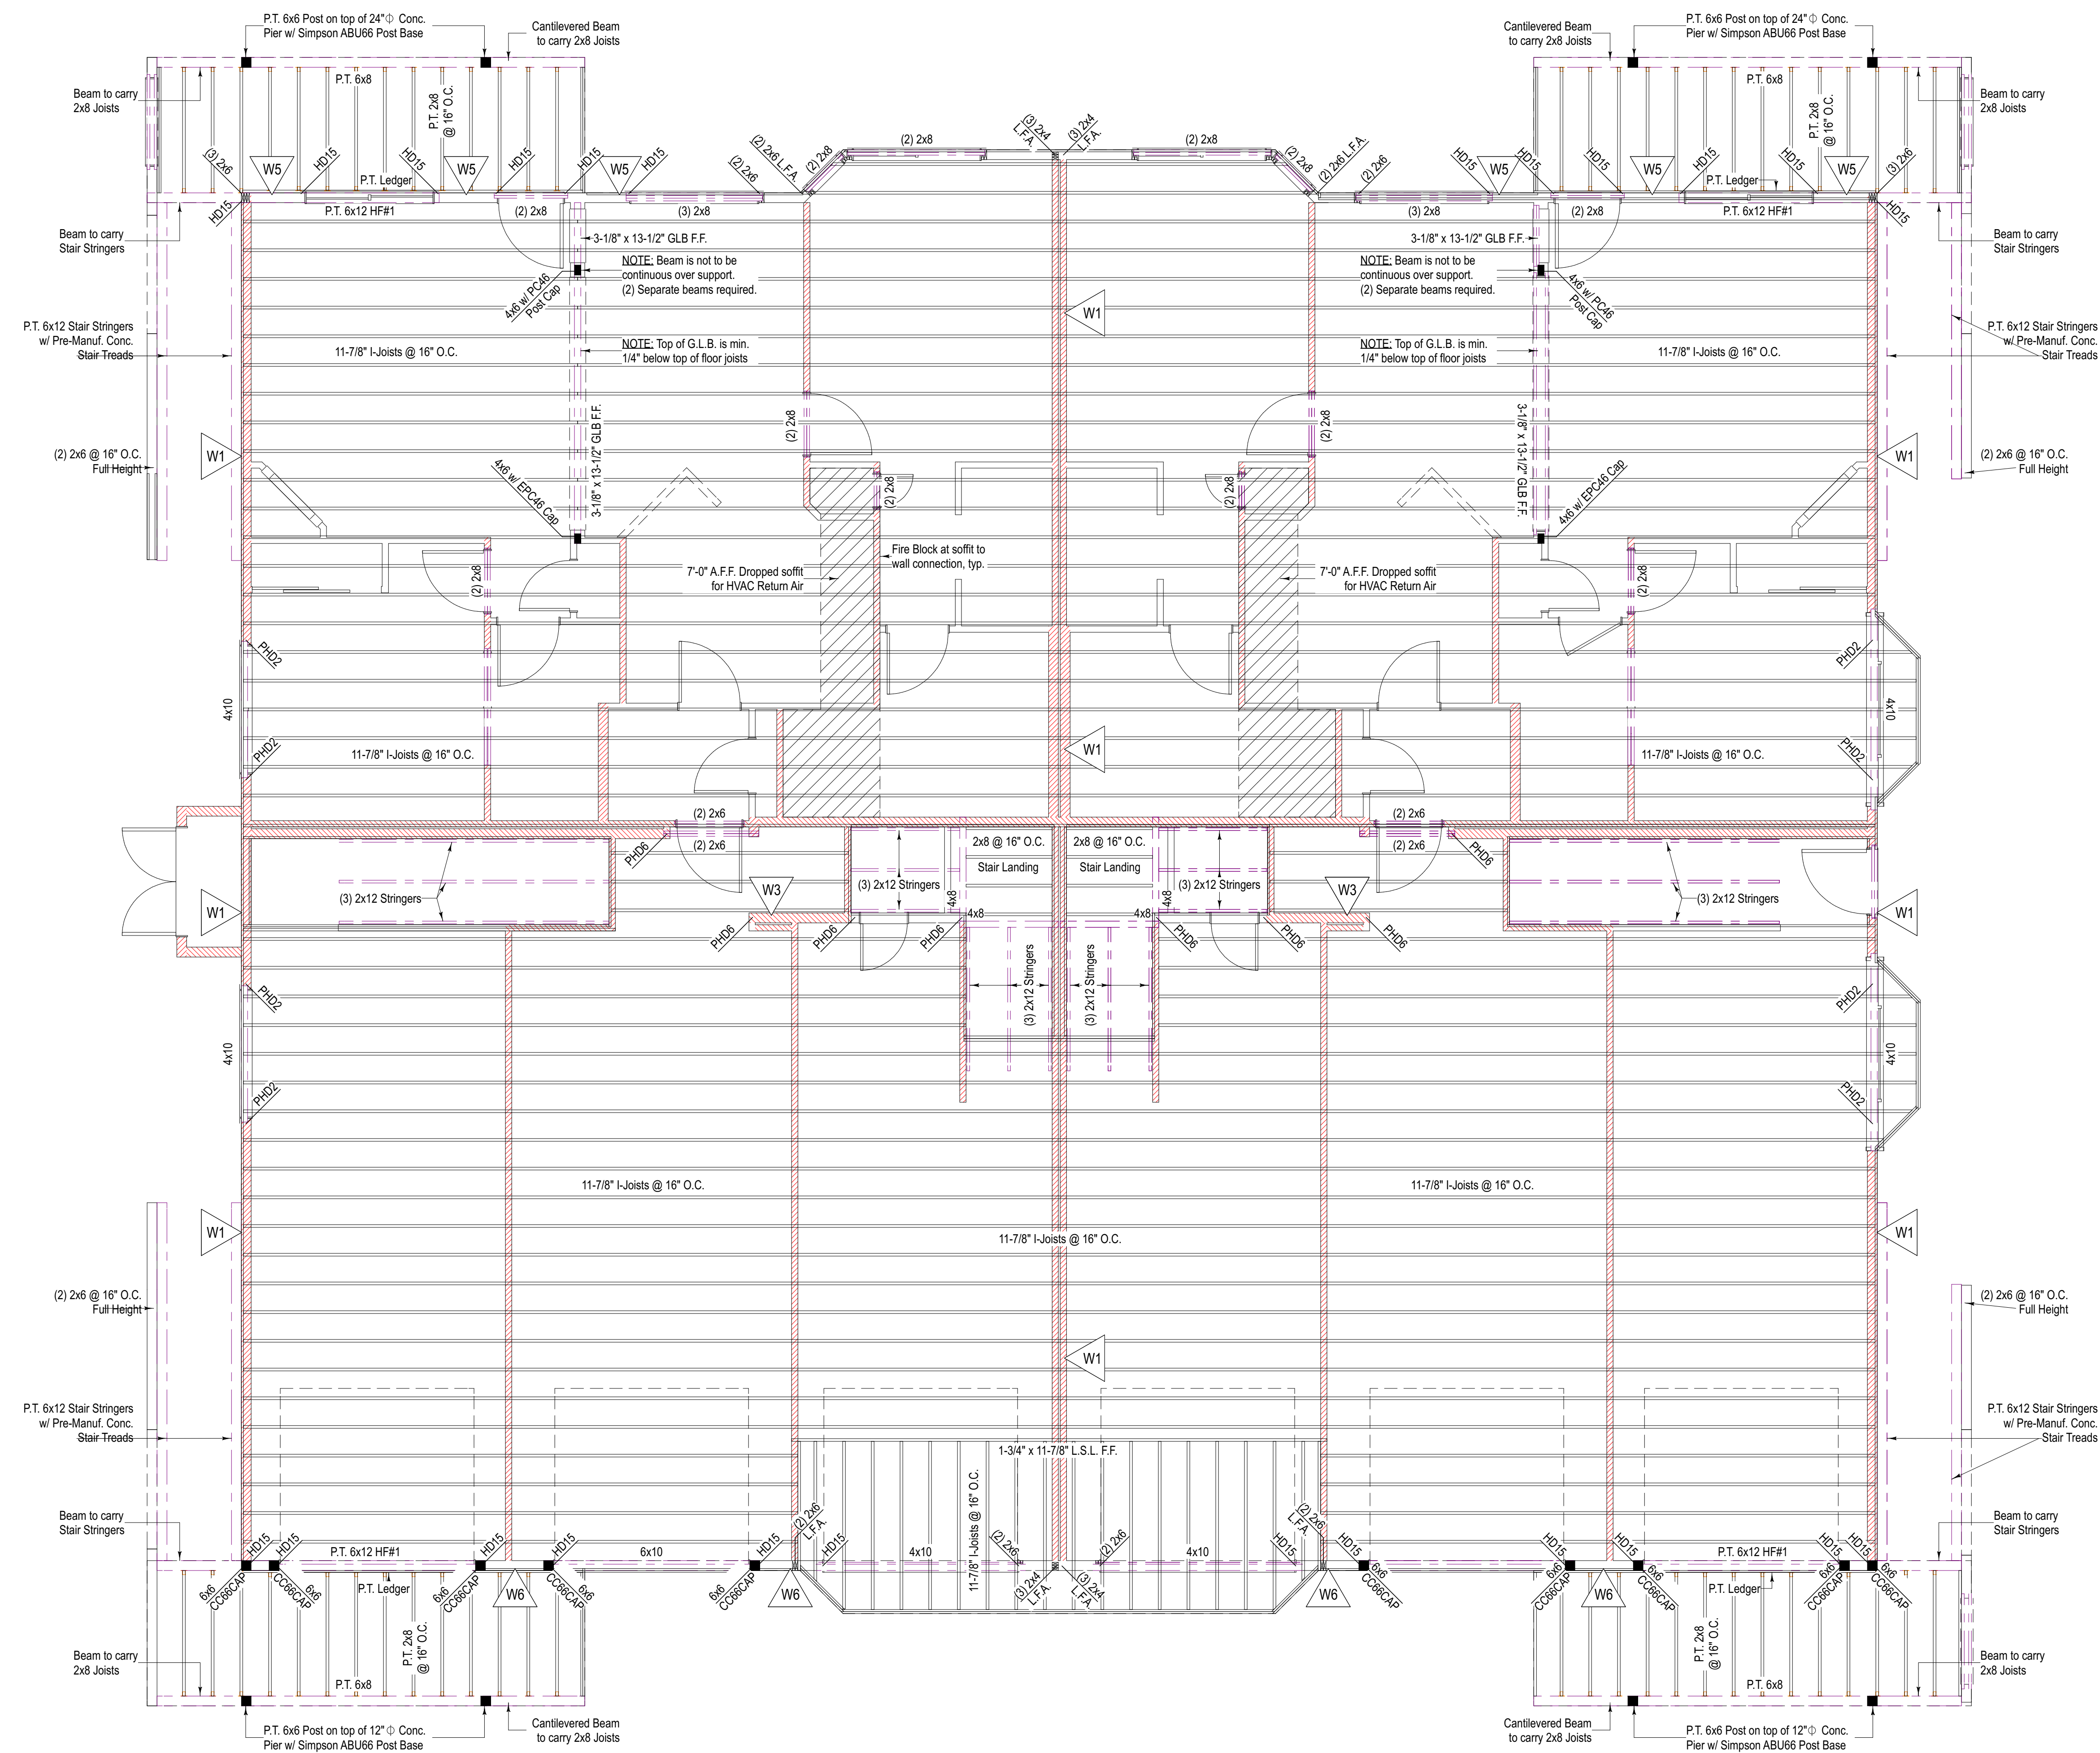 P.T. 6x6 Post on top of 24"Φ Conc.
Pier w/ Simpson ABU66 Post Base
Cantilevered Beam
to carry 2x8 Joists
Cantilevered Beam
to carry 2x8 Joists
P.T. 6x6 Post on top of 24"Φ Conc.
Pier w/ Simpson ABU66 Post Base
Beam to carry
2x8 Joists
P.T. 6x8
P.T. 2x8
@ 16" O.C.
P.T. 6x8
P.T. 2x8
@ 16" O.C.
Beam to carry
2x8 Joists
(3) 2x6
W5
HD15
HD15
W5
HD15
HD15
W5
HD15
(2) 2x6
(2) 2x6 L.F.A.
(2) 2x8
(2) 2x8
(3) 2x4
L.F.A.
(3) 2x4
L.F.A.
(2) 2x8
(2) 2x8
(2) 2x6 L.F.A.
(2) 2x6
HD15
W5
HD15
HD15
W5
HD15
HD15
W5
(3) 2x6
P.T. Ledger
P.T. Ledger
HD15
P.T. 6x12 HF#1
(2) 2x8
(3) 2x8
(3) 2x8
(2) 2x8
P.T. 6x12 HF#1
HD15
Beam to carry
Stair Stringers
3-1/8" x 13-1/2" GLB F.F.
3-1/8" x 13-1/2" GLB F.F.
Beam to carry
Stair Stringers
NOTE: Beam is not to be
continuous over support.
(2) Separate beams required.
NOTE: Beam is not to be
continuous over support.
(2) Separate beams required.
4x6 w/ PC46
Post Cap
4x6 w/ PC46
Post Cap
W1
P.T. 6x12 Stair Stringers
w/ Pre-Manuf. Conc.
Stair Treads
11-7/8" I-Joists @ 16" O.C.
NOTE: Top of G.L.B. is min.
1/4" below top of floor joists
NOTE: Top of G.L.B. is min.
1/4" below top of floor joists
11-7/8" I-Joists @ 16" O.C.
P.T. 6x12 Stair Stringers
w/ Pre-Manuf. Conc.
Stair Treads
3-1/8" x 13-1/2" GLB F.F.
(2) 2x8
(2) 2x8
3-1/8" x 13-1/2" GLB F.F.
(2) 2x6 @ 16" O.C.
Full Height
W1
W1
(2) 2x6 @ 16" O.C.
Full Height
4x6 w/ EPC46 Cap
(2) 2x8
(2) 2x8
4x6 w/ EPC46 Cap
Fire Block at soffit to
wall connection, typ.
(2) 2x8
7'-0" A.F.F. Dropped soffit
for HVAC Return Air
7'-0" A.F.F. Dropped soffit
for HVAC Return Air
(2) 2x8
PHD2
PHD2
4x10
4x10
PHD2
11-7/8" I-Joists @ 16" O.C.
W1
11-7/8" I-Joists @ 16" O.C.
PHD2
(2) 2x6
(2) 2x6
(2) 2x6
(2) 2x6
PHD6
PHD6
2x8 @ 16" O.C.
Stair Landing
2x8 @ 16" O.C.
Stair Landing
(3) 2x12 Stringers
W3
(3) 2x12 Stringers
4x8
4x8
(3) 2x12 Stringers
W3
(3) 2x12 Stringers
W1
4x8
4x8
W1
PHD6
PHD6
PHD6
PHD6
PHD6
PHD6
(3) 2x12 Stringers
(3) 2x12 Stringers
PHD2
PHD2
4x10
4x10
PHD2
PHD2
11-7/8" I-Joists @ 16" O.C.
11-7/8" I-Joists @ 16" O.C.
W1
11-7/8" I-Joists @ 16" O.C.
W1
(2) 2x6 @ 16" O.C.
Full Height
(2) 2x6 @ 16" O.C.
Full Height
W1
P.T. 6x12 Stair Stringers
w/ Pre-Manuf. Conc.
Stair Treads
P.T. 6x12 Stair Stringers
w/ Pre-Manuf. Conc.
Stair Treads
1-3/4" x 11-7/8" L.S.L. F.F.
11-7/8" I-Joists @ 16" O.C.
Beam to carry
Stair Stringers
Beam to carry
Stair Stringers
HD15
HD15
P.T. 6x12 HF#1
HD15
HD15
6x10
HD15
(2) 2x6
L.F.A.
HD15
4x10
(2) 2x6
(2) 2x6
4x10
HD15
(2) 2x6
L.F.A.
HD15
HD15
HD15
P.T. 6x12 HF#1
HD15
HD15
6x6
CC66CAP
6x6
CC66CAP
P.T. Ledger
6x6
CC66CAP
W6
6x6
CC66CAP
6x6
CC66CAP
W6
(3) 2x4
L.F.A.
(3) 2x4
L.F.A.
W6
6x6
CC66CAP
6x6
CC66CAP
W6
6x6
CC66CAP
P.T. Ledger
6x6
CC66CAP
6x6
CC66CAP
P.T. 2x8
@ 16" O.C.
P.T. 2x8
@ 16" O.C.
Beam to carry
2x8 Joists
P.T. 6x8
P.T. 6x8
Beam to carry
2x8 Joists
P.T. 6x6 Post on top of 12"Φ Conc.
Pier w/ Simpson ABU66 Post Base
Cantilevered Beam
to carry 2x8 Joists
Cantilevered Beam
to carry 2x8 Joists
P.T. 6x6 Post on top of 12"Φ Conc.
Pier w/ Simpson ABU66 Post Base